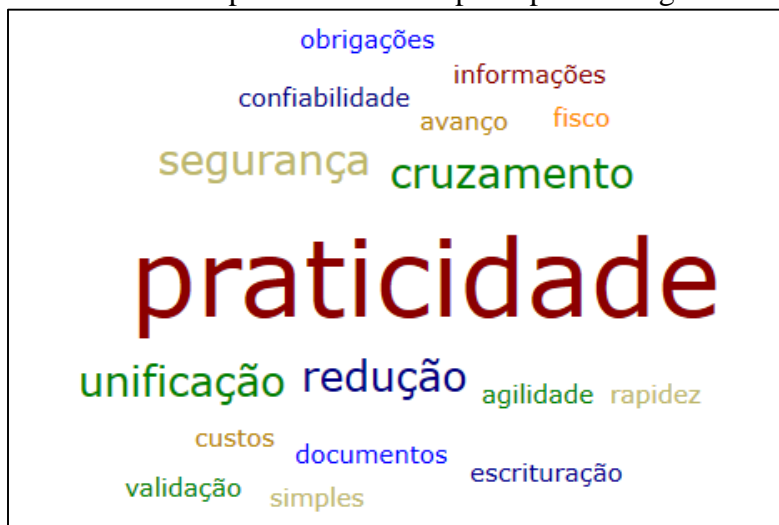 obrigações
informações
confiabilidade
avanço
fisco
segurança
cruzamento
praticidade
unificação
redução
agilidade
rapidez
custos
documentos
escrituração
validação
simples